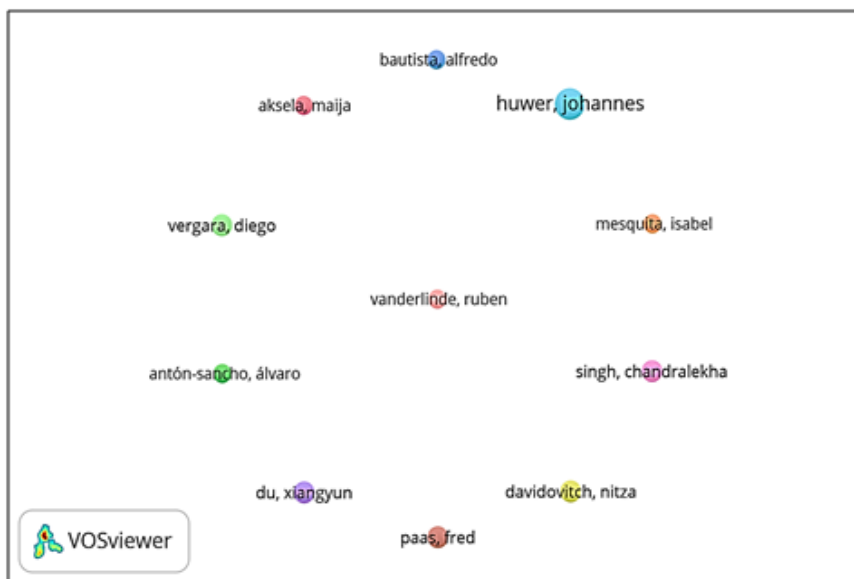 bautista, alfredo
aksela, maija
huwer, johannes
vergara, diego
mesquita, isabel
vanderlinde, ruben
antón-sancho, álvaro
singh, chandralekha
du, xiangyun
davidovitch, nitza
paas, fred
VOSviewer